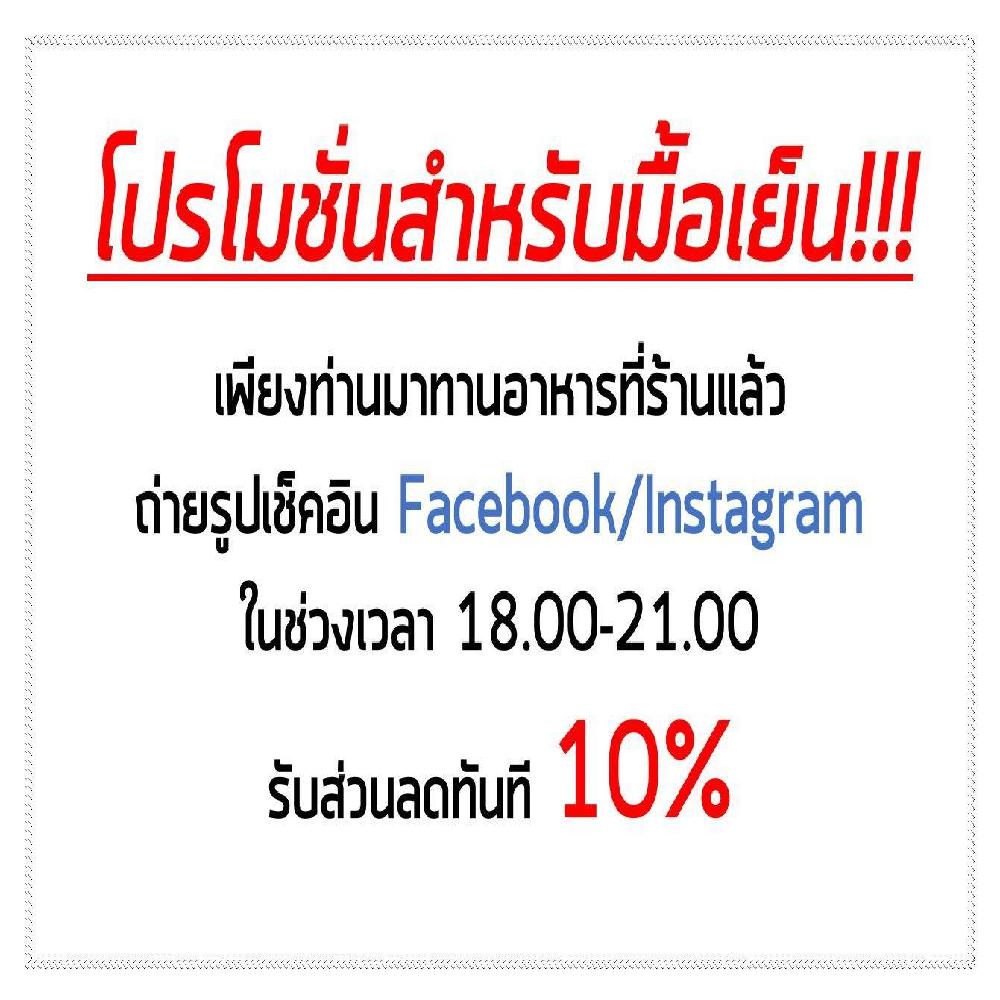 โปรโมชั่นสำหรับมื้อเย็น!!!
เพียงท่านมาทานอาหารที่ร้านแล้ว
ถ่ายรูปเช็คอิน Facebook/Instagram
ในช่วงเวลา 18.00-21.00
รับส่วนลดทันที 10%